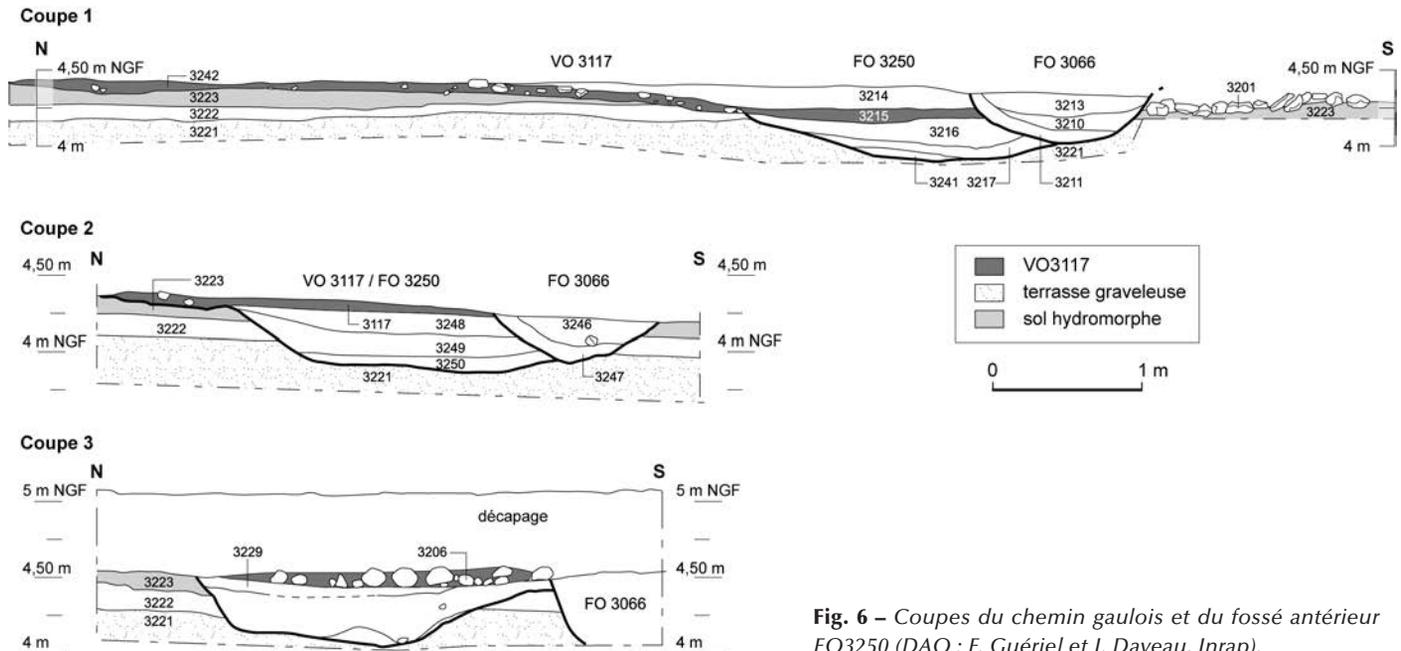 Coupe 1
N
S
4,50 m NGF
3242
VO 3117
FO 3250
FO 3066
4,50 m NGF
3201
3223
3214
3213
3222
3215
3210
3223
3221
3216
4 m
3221
4 m
3241 3217
3211
Coupe 2
N
S
4,50 m
4,50 m
3223
VO 3117 / FO 3250
FO 3066
VO3117
terrasse graveleuse
sol hydromorphe
3222
3117
3248
3246
4 m NGF
3249
4 m NGF
3250
3221
3247
0
1 m
Coupe 3
N
S
5 m NGF
5 m NGF
décapage
3229
3206
4,50 m
4,50 m
3223
3222
FO 3066
3221
4 m
4 m
Fig. 6 – Coupes du chemin gaulois et du fossé antérieur
FO3250 (DAO : F. Guériel et I. Daveau, Inrap).